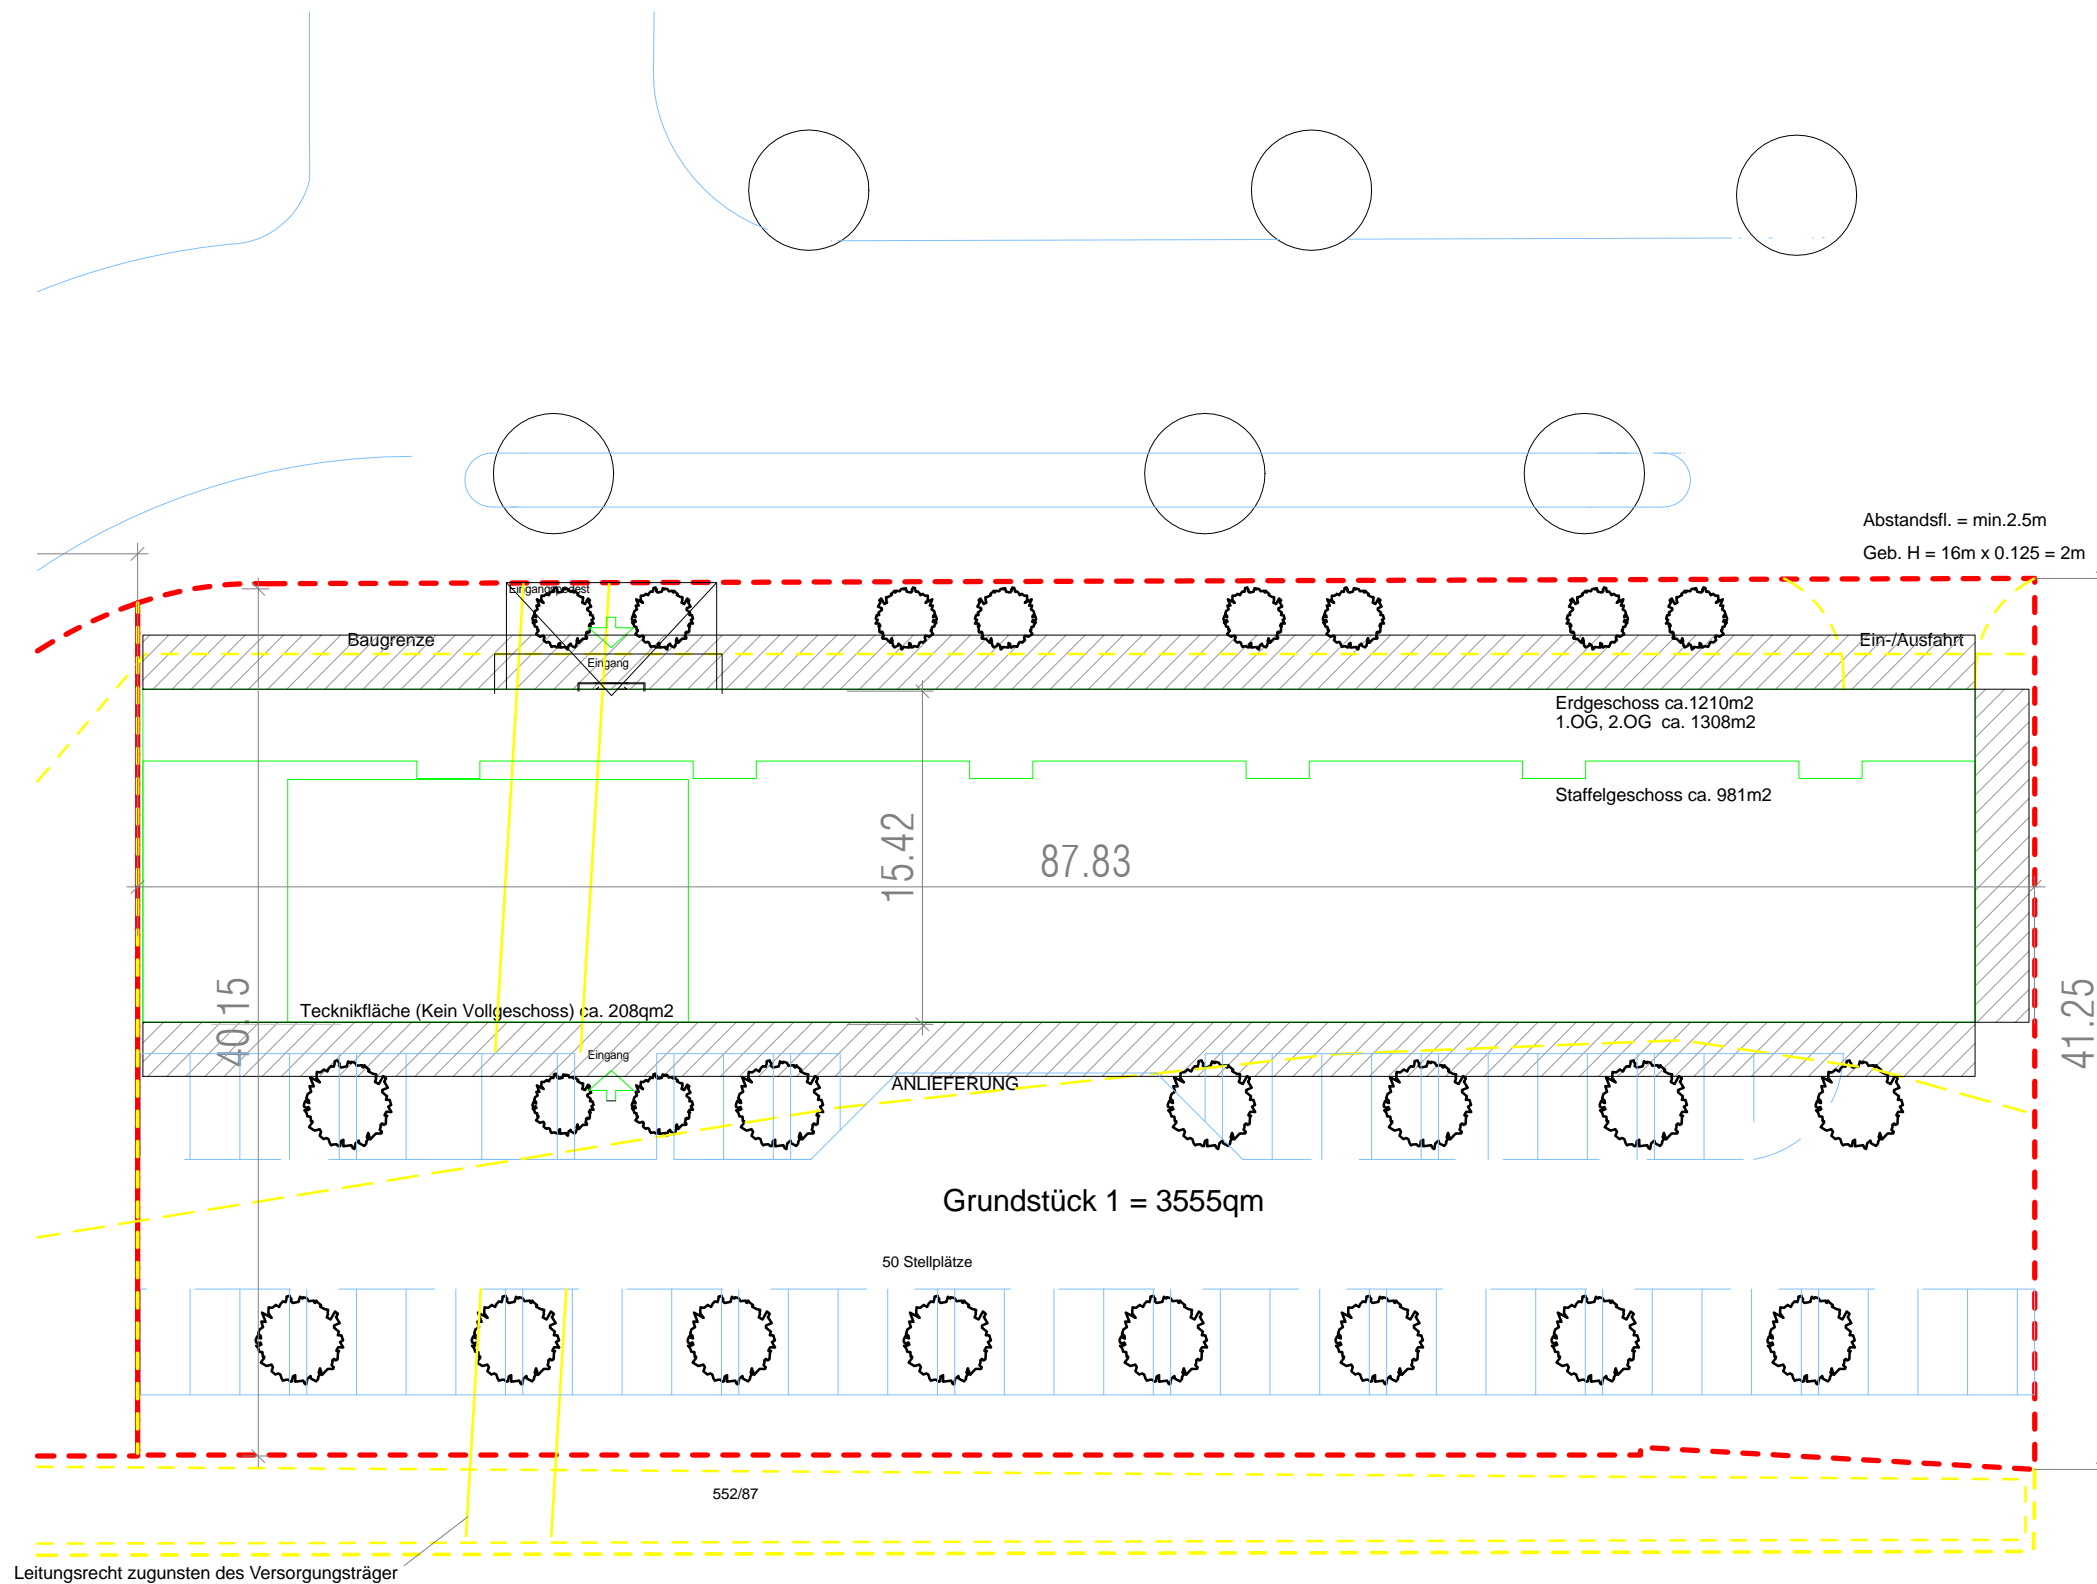 Abstandsfl. = min.2.5m
Geb. H = 16m x 0.125 = 2m
Eingangspodest
Baugrenze
Ein-/Ausfahrt
Eingang
Erdgeschoss ca.1210m2
1.OG, 2.OG ca. 1308m2
Staffelgeschoss ca. 981m2
15.42
87.83
40.15
41.25
Tecknikfläche (Kein Vollgeschoss) ca. 208qm2
Eingang
ANLIEFERUNG
Grundstück 1 = 3555qm
50 Stellplätze
552/87
Leitungsrecht zugunsten des Versorgungsträger